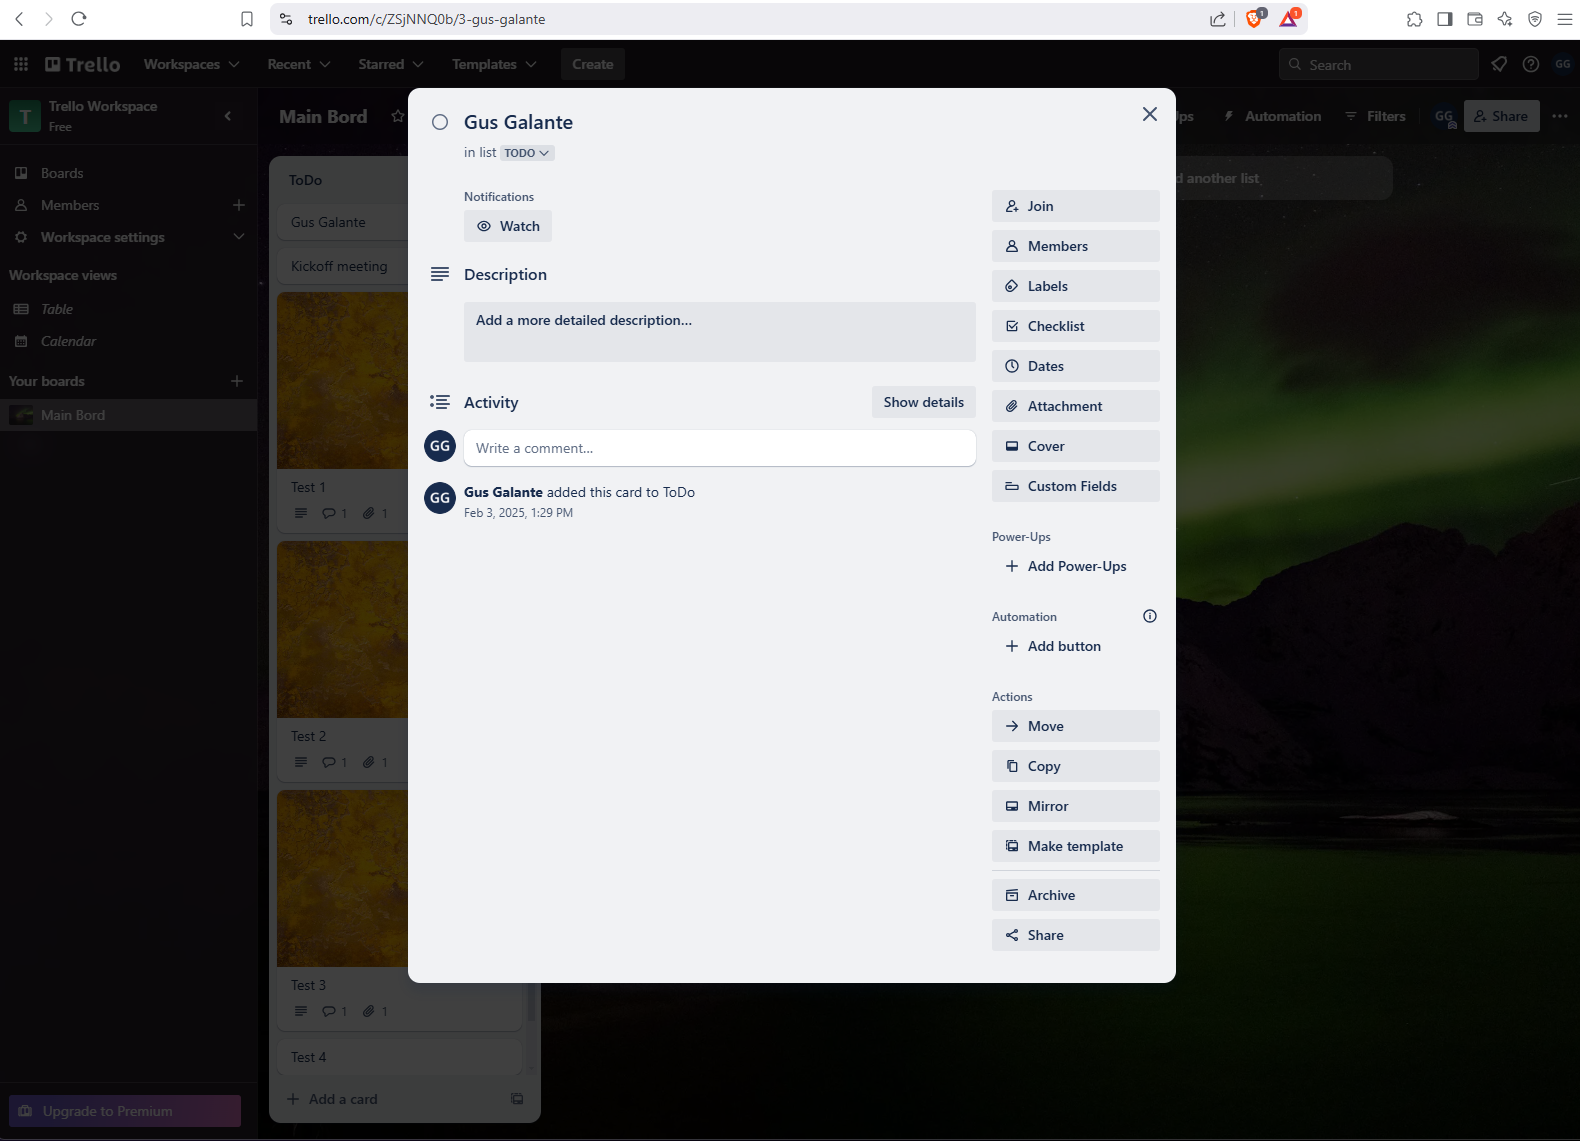 trello.com/c/ZSjNNQ0b/3-gus-galante
1
1
Trello
Workspaces
Recent
Starred
Templates
Create
Search
GG
T
Trello Workspace
Free
Boards
Members
Workspace settings
Workspace views
Table
Calendar
Your boards
Main Bord
Upgrade to Premium
Main Bord
Ups
Automation
Filters
GG
Share
d another list
ToDo
Gus Galante
Kickoff meeting
Test 1
1
1
Test 2
1
1
Test 3
1
1
Test 4
Add a card
Gus Galante
in list TODO
Notifications
Watch
Description
Add a more detailed description...
Activity
Show details
GG
Write a comment...
GG
Gus Galante added this card to ToDo
Feb 3, 2025, 1:29 PM
Join
Members
Labels
Checklist
Dates
Attachment
Cover
Custom Fields
Power-Ups
Add Power-Ups
Automation
Add button
Actions
Move
Copy
Mirror
Make template
Archive
Share